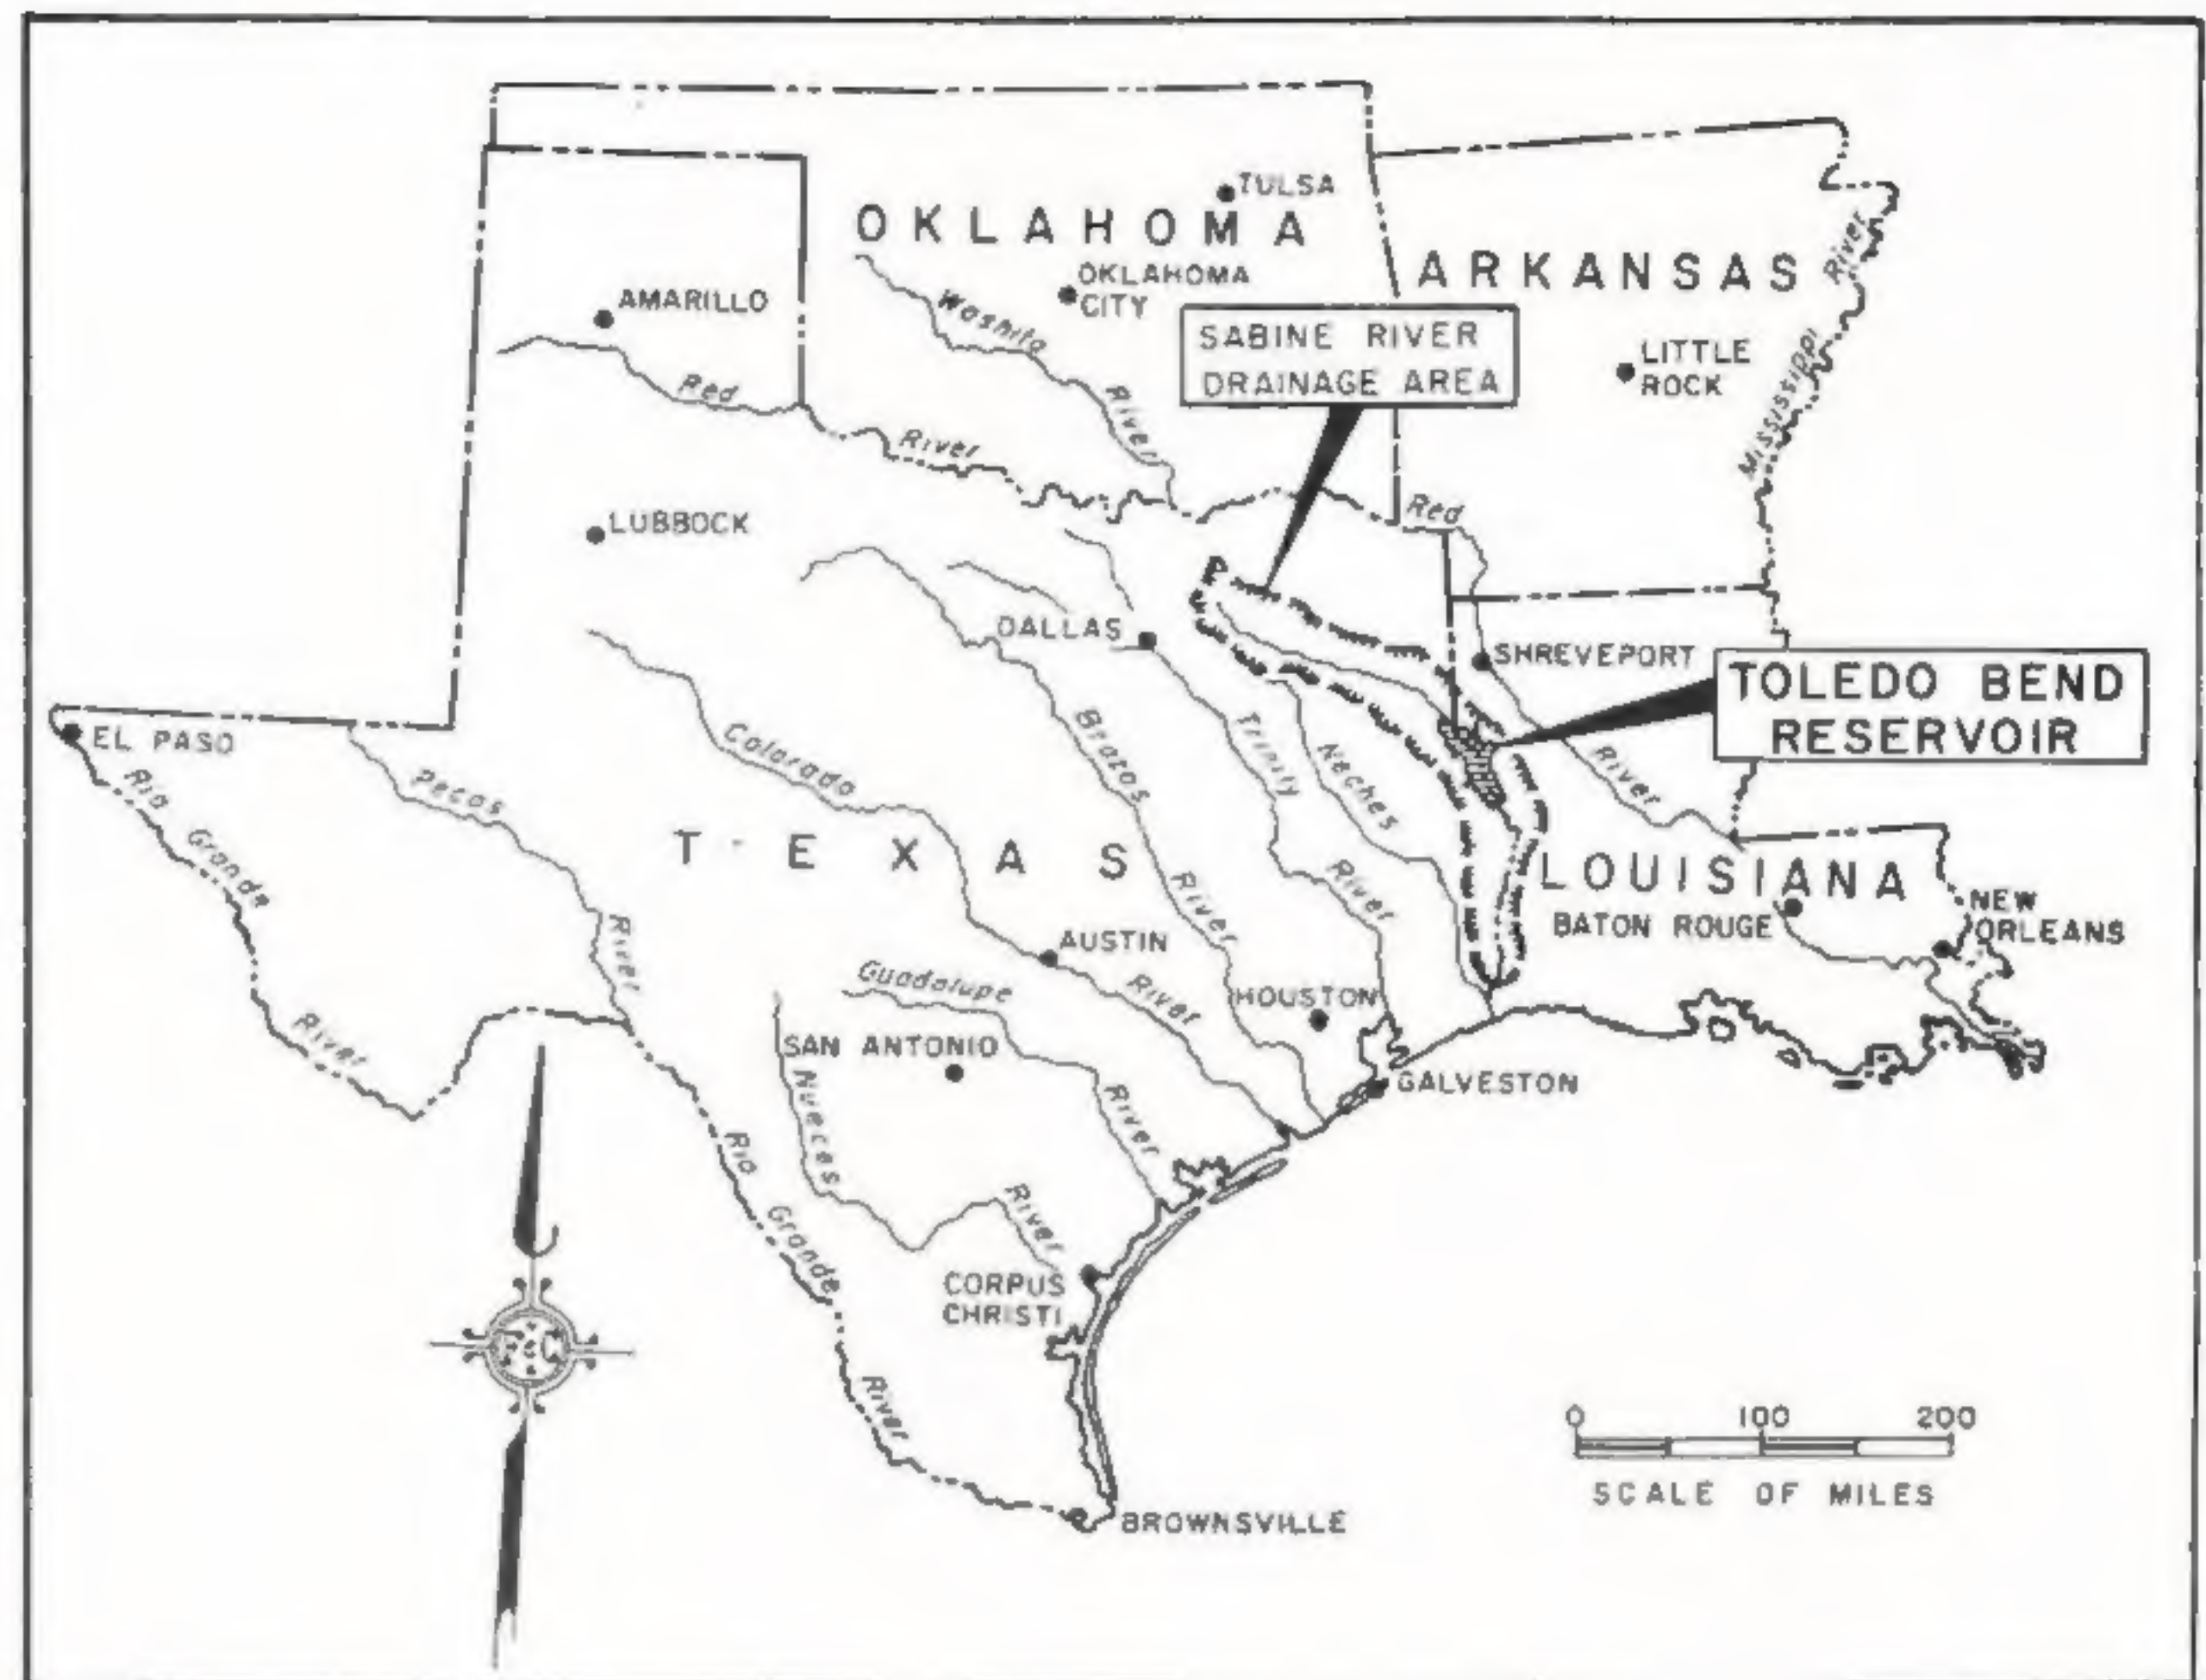 TULSA
OKLAHOMA
OKLAHOMA
CITY
ARKANSAS
AMARILLO
Washita
River
SABINE RIVER
DRAINAGE AREA
LITTLE
ROCK
Mississippi
River
Red
River
Red
River
LUBBOCK
DALLAS
SHREVEPORT
TOLEDO BEND
RESERVOIR
EL PASO
Rio
Grande
River
Pecos
River
Colorado
River
Brazos
River
Trinity
River
Neches
TEXAS
LOUISIANA
BATON ROUGE
NEW
ORLEANS
AUSTIN
Guadalupe
River
HOUSTON
SAN ANTONIO
Nueces
River
GALVESTON
Rio
Grande
River
CORPUS
CHRISTI
BROWNSVILLE
0 100 200
SCALE OF MILES